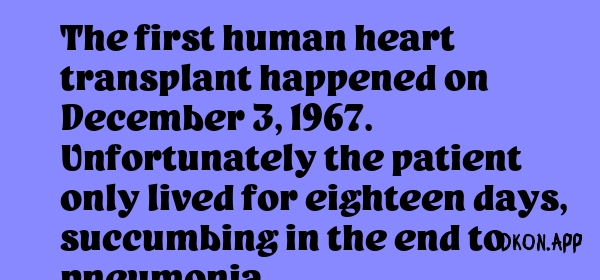 The first human heart
transplant happened on
December 3, 1967.
Unfortunately the patient
only lived for eighteen days,
succumbing in the end to
pneumonia
DKON.APP